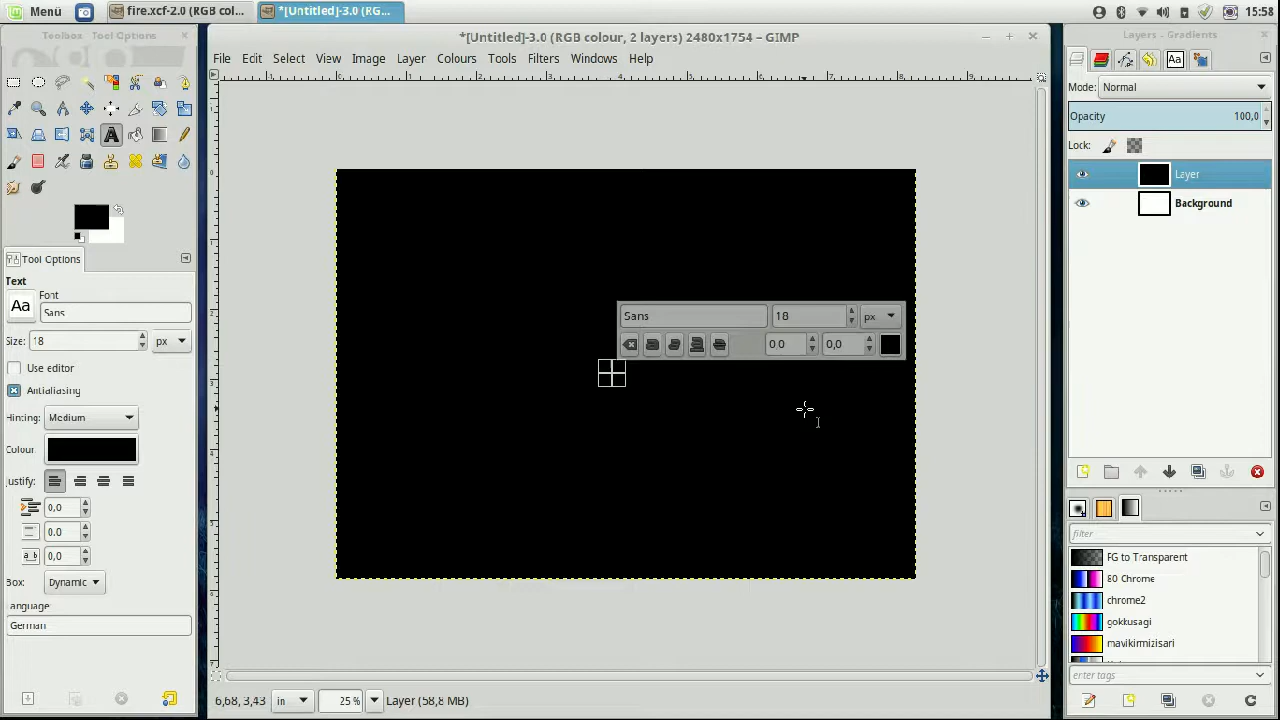 Menü
fire.xcf-2.0 (RGB col...
*[Untitled]-3.0 (RG...
15:58
Toolbox - Tool Options
*[Untitled]-3.0 (RGB colour, 2 layers) 2480x1754 – GIMP
Layers - Gradients
File Edit Select View Image Layer Colours Tools Filters Windows Help
Mode: Normal
Opacity 100,0
Lock:
Layer
Background
Tool Options
Text
Font
Aa
Sans
Size: 18 px
Use editor
Antialiasing
Hinting: Medium
Colour:
Justify:
0,0
0.0
0,0
Box: Dynamic
Language:
German
Sans 18 px
0.0 0,0
filter
FG to Transparent
80 Chrome
chrome2
gokkusagi
mavikirmizisari
enter tags
6,68, 3,43 in 25% Layer (58,8 MB)